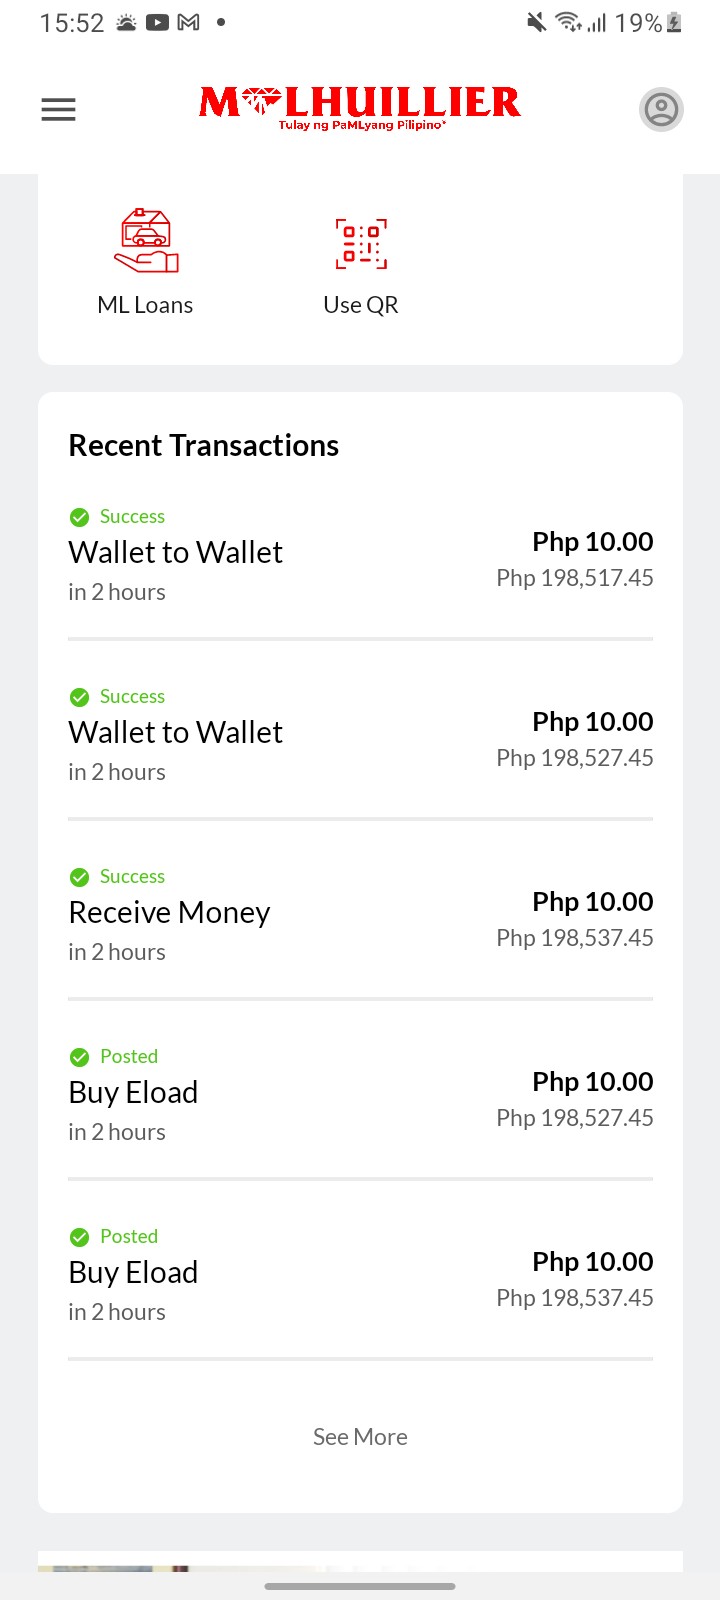 15:52
19%
M LHUILLIER
Tulay ng PaMLyang Pilipino
ML Loans
Use QR
Recent Transactions
Success
Wallet to Wallet
Php 10.00
Php 198,517.45
in 2 hours
Success
Wallet to Wallet
Php 10.00
Php 198,527.45
in 2 hours
Success
Receive Money
Php 10.00
Php 198,537.45
in 2 hours
Posted
Buy Eload
Php 10.00
Php 198,527.45
in 2 hours
Posted
Buy Eload
Php 10.00
Php 198,537.45
in 2 hours
See More